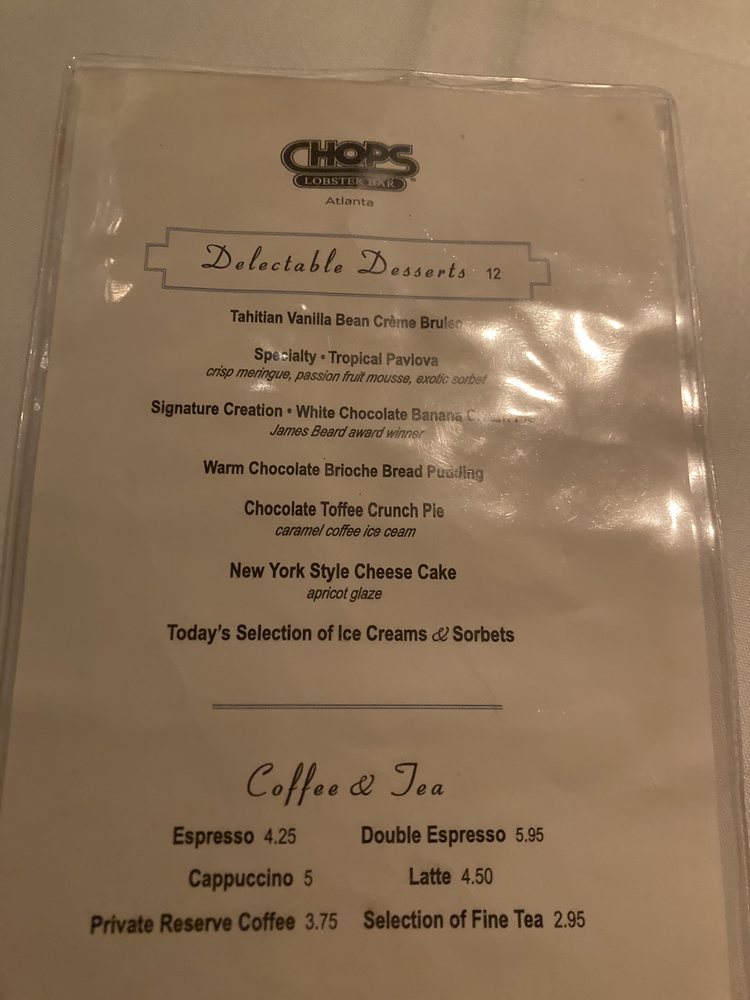 CHOPS
LOBSTER BAR
Atlanta
Delectable Desserts 12
Tahitian Vanilla Bean Crème Brulee
Specialty • Tropical Pavlova
crisp meringue, passion fruit mousse, exotic sorbet
Signature Creation • White Chocolate Banana
James Beard award winner
Warm Chocolate Brioche Bread Pudding
Chocolate Toffee Crunch Pie
caramel coffee ice ceam
New York Style Cheese Cake
apricot glaze
Today's Selection of Ice Creams & Sorbets
Coffee & Tea
Espresso 4.25 Double Espresso 5.95
Cappuccino 5 Latte 4.50
Private Reserve Coffee 3.75 Selection of Fine Tea 2.95